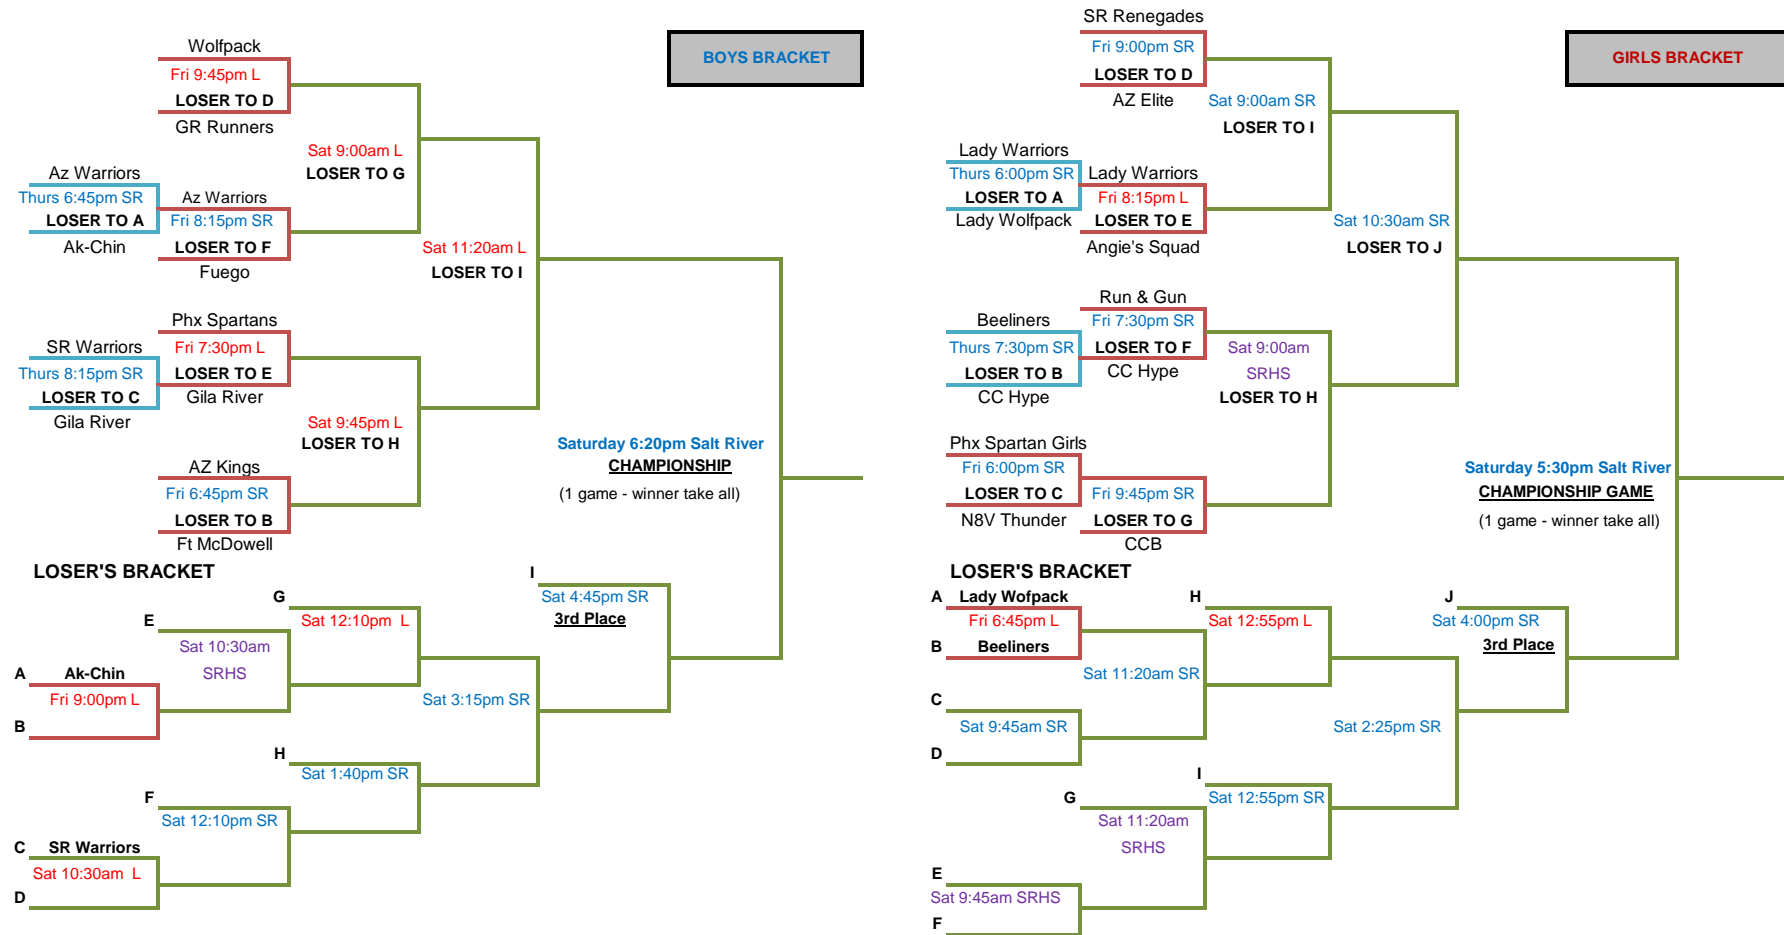 BOYS BRACKET
Wolfpack
Fri 9:45pm L
LOSER TO D
GR Runners
Sat 9:00am L
LOSER TO G
Az Warriors
Thurs 6:45pm SR
LOSER TO A
Ak-Chin
Az Warriors
Fri 8:15pm SR
LOSER TO F
Fuego
Sat 11:20am L
LOSER TO I
Phx Spartans
Fri 7:30pm L
LOSER TO E
Gila River
SR Warriors
Thurs 8:15pm SR
LOSER TO C
Gila River
Sat 9:45pm L
LOSER TO H
AZ Kings
Fri 6:45pm SR
LOSER TO B
Ft McDowell
Saturday 6:20pm Salt River
CHAMPIONSHIP
(1 game - winner take all)
LOSER'S BRACKET
I
Sat 4:45pm SR
3rd Place
G
Sat 12:10pm L
E
Sat 10:30am
SRHS
A Ak-Chin
Fri 9:00pm L
B
Sat 3:15pm SR
H
Sat 1:40pm SR
F
Sat 12:10pm SR
C SR Warriors
Sat 10:30am L
D
GIRLS BRACKET
SR Renegades
Fri 9:00pm SR
LOSER TO D
AZ Elite
Sat 9:00am SR
LOSER TO I
Lady Warriors
Thurs 6:00pm SR
LOSER TO A
Lady Wolfpack
Lady Warriors
Fri 8:15pm L
LOSER TO E
Angie's Squad
Sat 10:30am SR
LOSER TO J
Run & Gun
Fri 7:30pm SR
LOSER TO F
CC Hype
Beeliners
Thurs 7:30pm SR
LOSER TO B
CC Hype
Sat 9:00am
SRHS
LOSER TO H
Phx Spartan Girls
Fri 6:00pm SR
LOSER TO C
N8V Thunder
Fri 9:45pm SR
LOSER TO G
CCB
Saturday 5:30pm Salt River
CHAMPIONSHIP GAME
(1 game - winner take all)
LOSER'S BRACKET
A Lady Wofpack
Fri 6:45pm L
B Beeliners
H
Sat 12:55pm L
J
Sat 4:00pm SR
3rd Place
Sat 11:20am SR
C
Sat 9:45am SR
D
Sat 2:25pm SR
I
Sat 12:55pm SR
G
Sat 11:20am
SRHS
E
Sat 9:45am SRHS
F